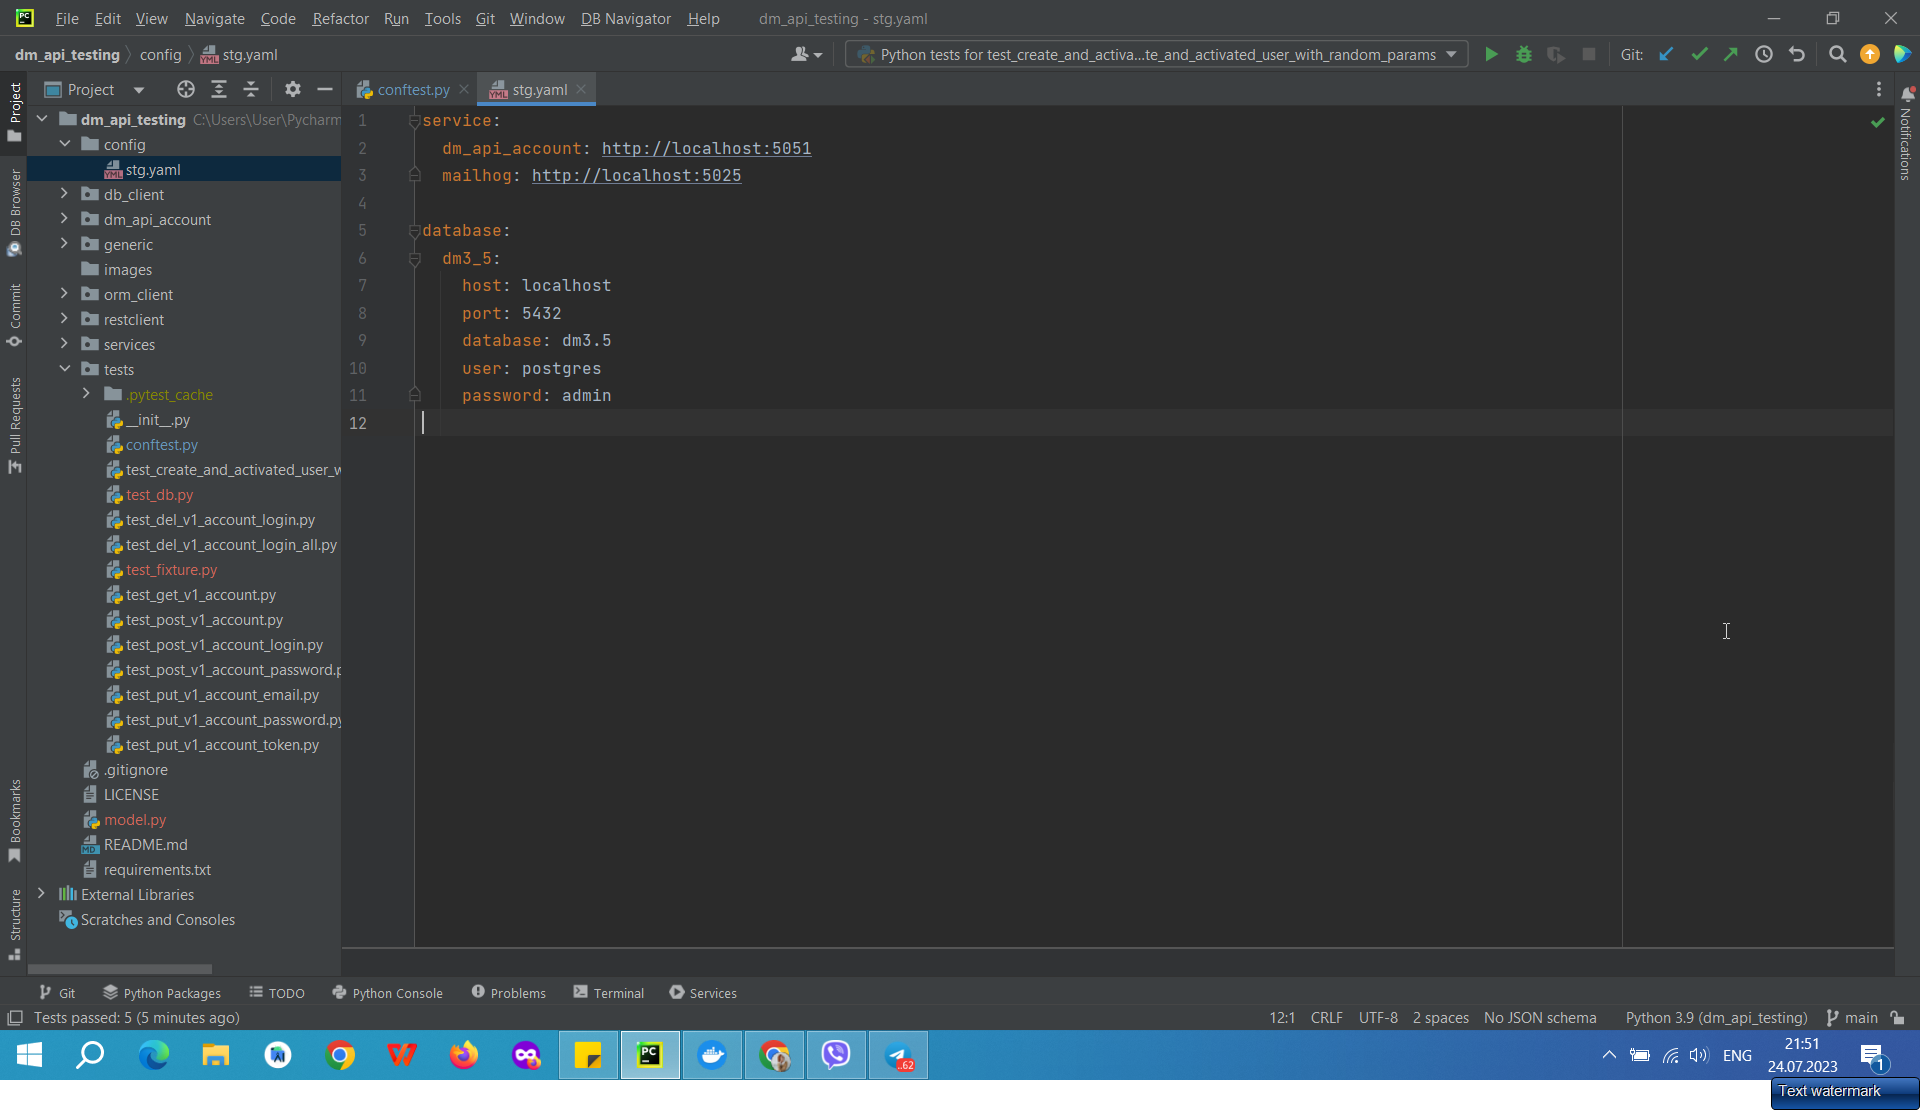 File Edit View Navigate Code Refactor Run Tools Git Window DB Navigator Help dm_api_testing - stg.yaml
dm_api_testing config stg.yaml
Python tests for test_create_and_activa...te_and_activated_user_with_random_params
Git:
Project
conftest.py
stg.yaml
Project
DB Browser
Commit
Pull Requests
Bookmarks
Structure
Notifications
dm_api_testing C:\Users\User\Pycharm
config
stg.yaml
db_client
dm_api_account
generic
images
orm_client
restclient
services
tests
.pytest_cache
__init__.py
conftest.py
test_create_and_activated_user_w
test_db.py
test_del_v1_account_login.py
test_del_v1_account_login_all.py
test_fixture.py
test_get_v1_account.py
test_post_v1_account.py
test_post_v1_account_login.py
test_post_v1_account_password.p
test_put_v1_account_email.py
test_put_v1_account_password.py
test_put_v1_account_token.py
.gitignore
LICENSE
model.py
README.md
requirements.txt
External Libraries
Scratches and Consoles
1 service:
2 dm_api_account: http://localhost:5051
3 mailhog: http://localhost:5025
4
5 database:
6 dm3_5:
7 host: localhost
8 port: 5432
9 database: dm3.5
10 user: postgres
11 password: admin
12
Git Python Packages TODO Python Console Problems Terminal Services
Tests passed: 5 (5 minutes ago)
12:1 CRLF UTF-8 2 spaces No JSON schema Python 3.9 (dm_api_testing) main
ENG
21:51
24.07.2023
1
..62
PC
Text watermark